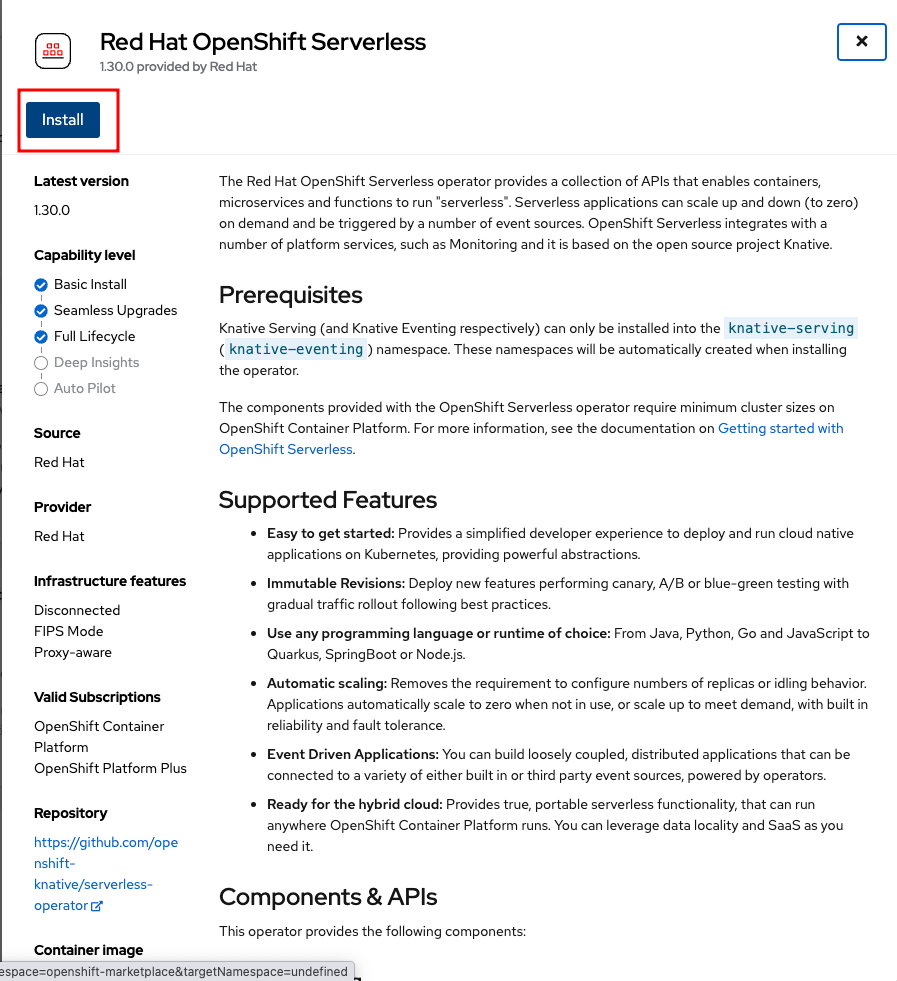 Red Hat OpenShift Serverless
1.30.0 provided by Red Hat
Install
Latest version
1.30.0
Capability level
Basic Install
Seamless Upgrades
Full Lifecycle
Deep Insights
Auto Pilot
Source
Red Hat
Provider
Red Hat
Infrastructure features
Disconnected
FIPS Mode
Proxy-aware
Valid Subscriptions
OpenShift Container
Platform
OpenShift Platform Plus
Repository
https://github.com/ope
nshift-
knative/serverless-
operator
Container image
The Red Hat OpenShift Serverless operator provides a collection of APIs that enables containers,
microservices and functions to run "serverless". Serverless applications can scale up and down (to zero)
on demand and be triggered by a number of event sources. OpenShift Serverless integrates with a
number of platform services, such as Monitoring and it is based on the open source project Knative.
Prerequisites
Knative Serving (and Knative Eventing respectively) can only be installed into the knative-serving
( knative-eventing ) namespace. These namespaces will be automatically created when installing
the operator.
The components provided with the OpenShift Serverless operator require minimum cluster sizes on
OpenShift Container Platform. For more information, see the documentation on Getting started with
OpenShift Serverless.
Supported Features
• Easy to get started: Provides a simplified developer experience to deploy and run cloud native
applications on Kubernetes, providing powerful abstractions.
• Immutable Revisions: Deploy new features performing canary, A/B or blue-green testing with
gradual traffic rollout following best practices.
• Use any programming language or runtime of choice: From Java, Python, Go and JavaScript to
Quarkus, SpringBoot or Node.js.
• Automatic scaling: Removes the requirement to configure numbers of replicas or idling behavior.
Applications automatically scale to zero when not in use, or scale up to meet demand, with built in
reliability and fault tolerance.
• Event Driven Applications: You can build loosely coupled, distributed applications that can be
connected to a variety of either built in or third party event sources, powered by operators.
• Ready for the hybrid cloud: Provides true, portable serverless functionality, that can run
anywhere OpenShift Container Platform runs. You can leverage data locality and SaaS as you
need it.
Components & APIs
This operator provides the following components:
espace=openshift-marketplace&targetNamespace=undefined